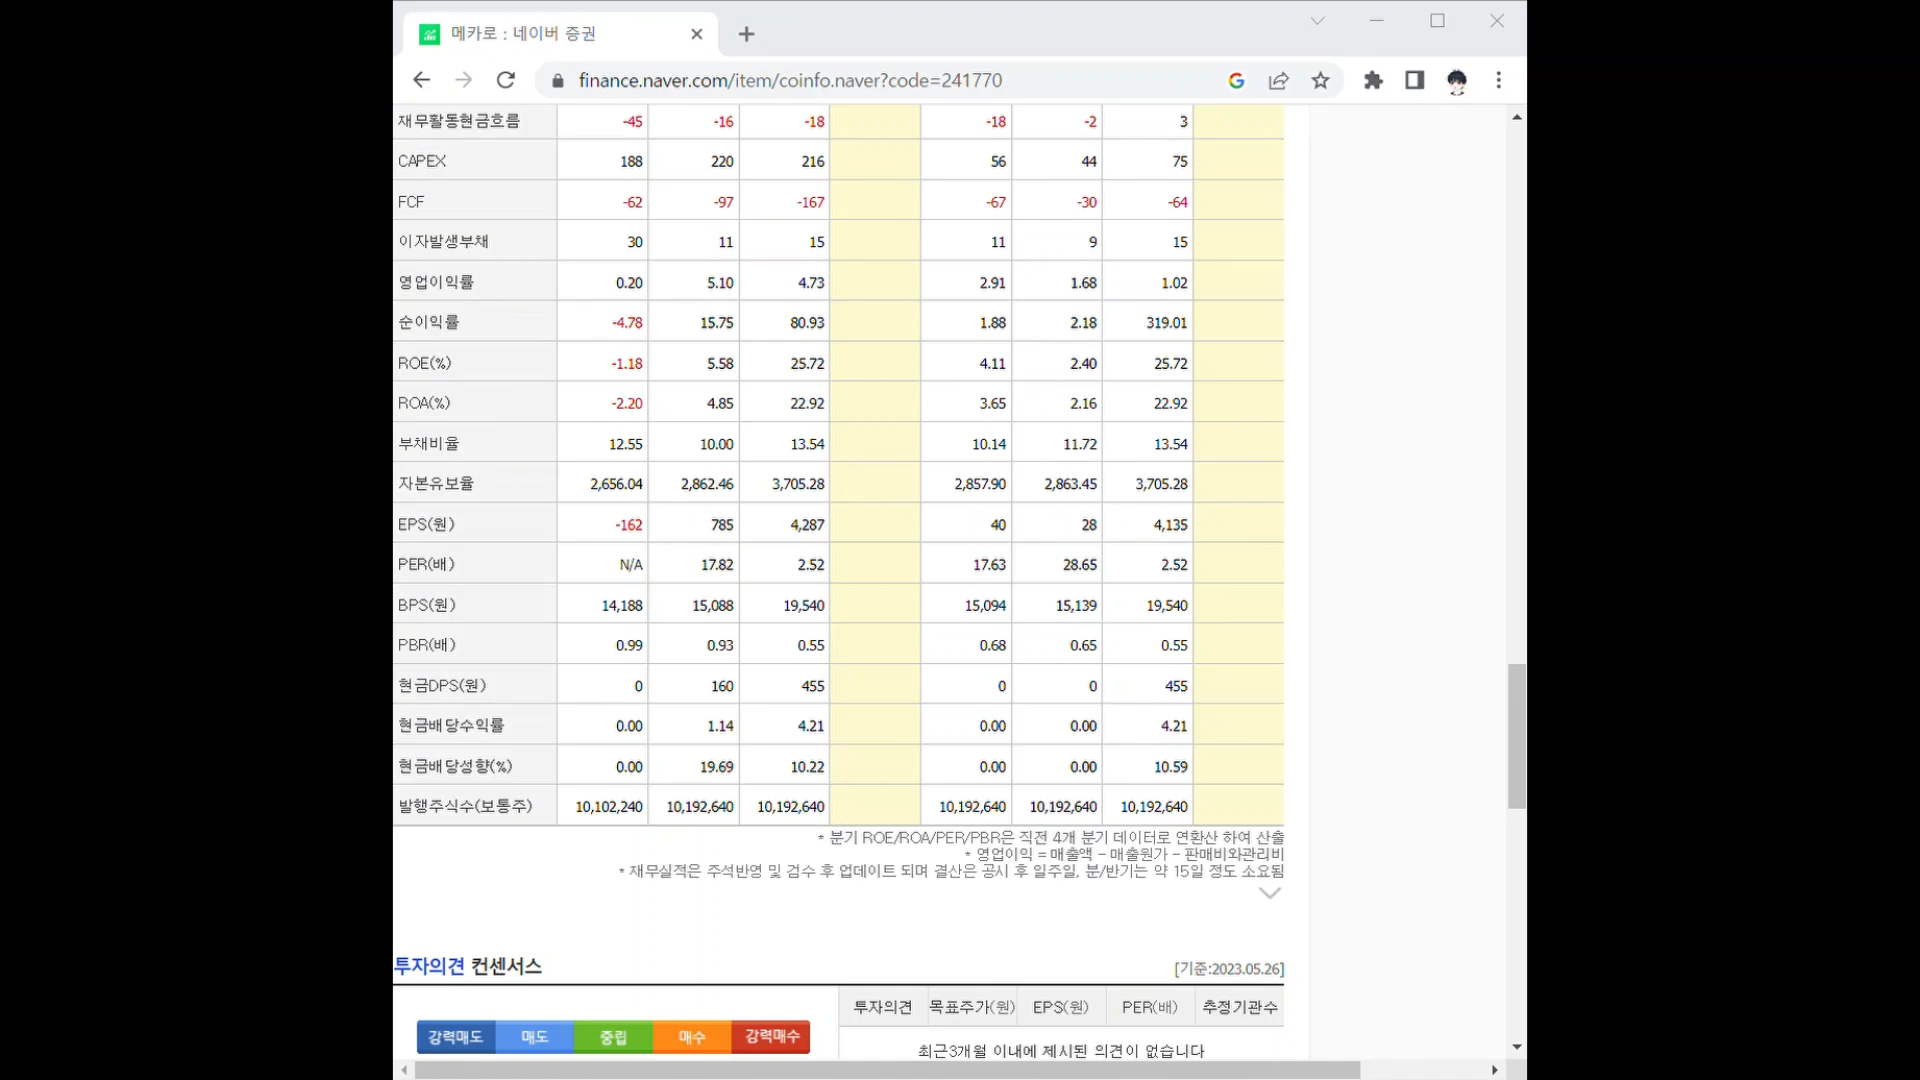 메카로 : 네이버 증권
finance.naver.com/item/coinfo.naver?code=241770
재무활동현금흐름 -45 -16 -18 -18 -2 3
CAPEX 188 220 216 56 44 75
FCF -62 -97 -167 -67 -30 -64
이자발생부채 30 11 15 11 9 15
영업이익률 0.20 5.10 4.73 2.91 1.68 1.02
순이익률 -4.78 15.75 80.93 1.88 2.18 319.01
ROE(%) -1.18 5.58 25.72 4.11 2.40 25.72
ROA(%) -2.20 4.85 22.92 3.65 2.16 22.92
부채비율 12.55 10.00 13.54 10.14 11.72 13.54
자본유보율 2,656.04 2,862.46 3,705.28 2,857.90 2,863.45 3,705.28
EPS(원) -162 785 4,287 40 28 4,135
PER(배) N/A 17.82 2.52 17.63 28.65 2.52
BPS(원) 14,188 15,088 19,540 15,094 15,139 19,540
PBR(배) 0.99 0.93 0.55 0.68 0.65 0.55
현금DPS(원) 0 160 455 0 0 455
현금배당수익률 0.00 1.14 4.21 0.00 0.00 4.21
현금배당성향(%) 0.00 19.69 10.22 0.00 0.00 10.59
발행주식수(보통주) 10,102,240 10,192,640 10,192,640 10,192,640 10,192,640 10,192,640
* 분기 ROE/ROA/PER/PBR은 직전 4개 분기 데이터로 연환산 하여 산출
* 영업이익 = 매출액 - 매출원가 - 판매비와관리비
* 재무실적은 주석반영 및 검수 후 업데이트 되며 결산은 공시 후 일주일, 분/반기는 약 15일 정도 소요됨
투자의견 컨센서스 [기준:2023.05.26]
투자의견 목표주가(원) EPS(원) PER(배) 추정기관수
강력매도 매도 중립 매수 강력매수
최근3개월 이내에 제시된 의견이 없습니다